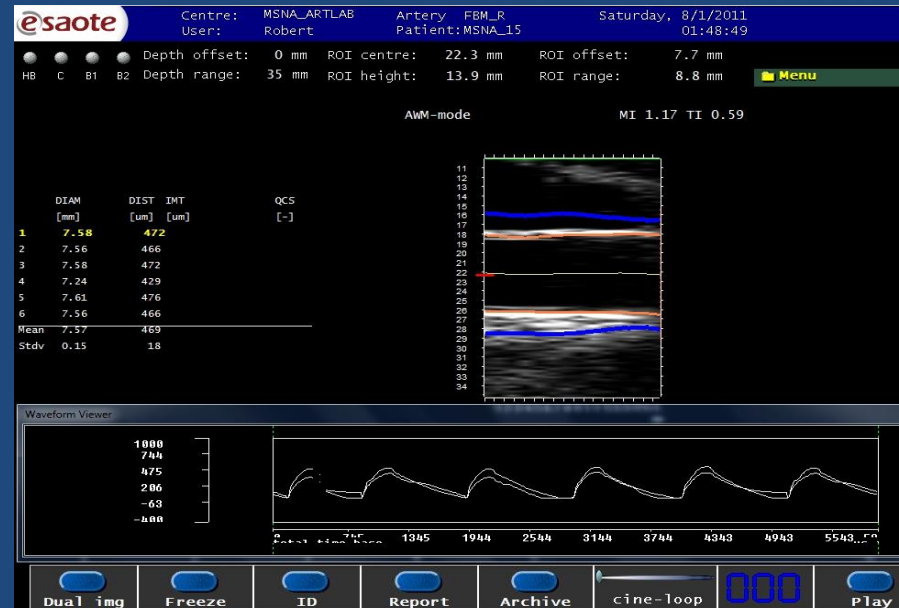 esaote
Centre: MSNA_ARTLAB Artery FBM_R Saturday, 8/1/2011
User: Robert Patient:MSNA_15 01:48:49
Depth offset: 0 mm ROI centre: 22.3 mm ROI offset: 7.7 mm
HB C B1 B2 Depth range: 35 mm ROI height: 13.9 mm ROI range: 8.8 mm Menu
AWM-mode MI 1.17 TI 0.59
11
12
13
14
15
16
17
18
19
20
21
22
23
24
25
26
27
28
29
30
31
32
33
34
DIAM DIST IMT QCS
[mm] [um] [um] [-]
1 7.58 472
2 7.56 466
3 7.58 472
4 7.24 429
5 7.61 476
6 7.56 466
Mean 7.57 469
Stdv 0.15 18
Waveform Viewer
1000
744
475
206
-63
-400
745 1345 1944 2544 3144 3744 4343 4943 5543
total time base
Dual img Freeze ID Report Archive cine-loop 000 Play